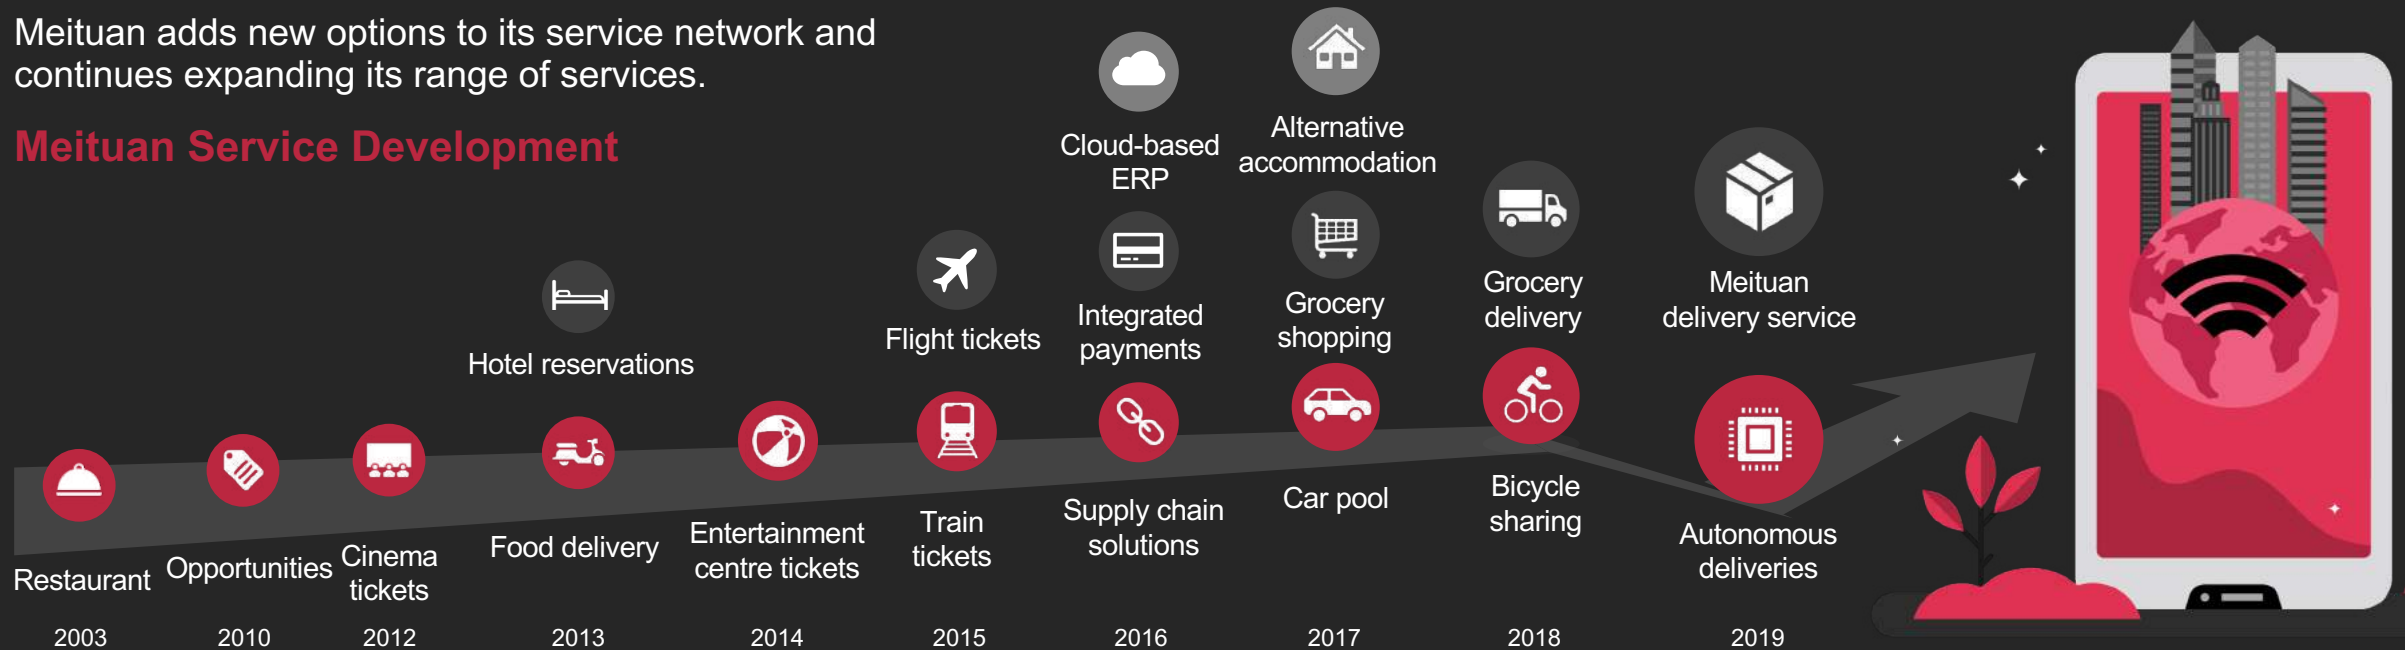 Meituan adds new options to its service network and
continues expanding its range of services.
Meituan Service Development
Restaurant
2003
Opportunities
2010
Cinema
tickets
2012
Hotel reservations
Food delivery
2013
Entertainment
centre tickets
2014
Flight tickets
Train
tickets
2015
Cloud-based
ERP
Integrated
payments
Supply chain
solutions
2016
Alternative
accommodation
Grocery
shopping
Car pool
2017
Grocery
delivery
Bicycle
sharing
2018
Meituan
delivery service
Autonomous
deliveries
2019